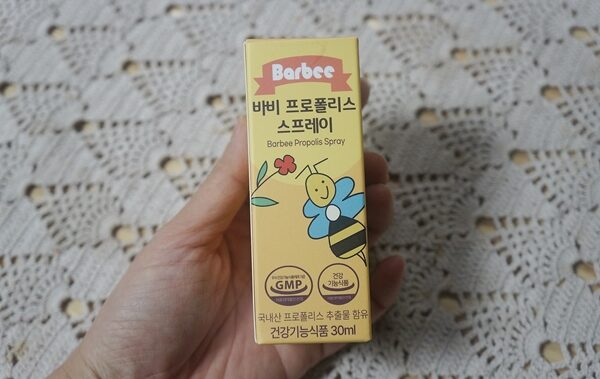 Barbee
바비 프로폴리스
스프레이
Barbee Propolis Spray
GMP
건강
기능식품
국내산 프로폴리스 추출물 함유
건강기능식품 30ml